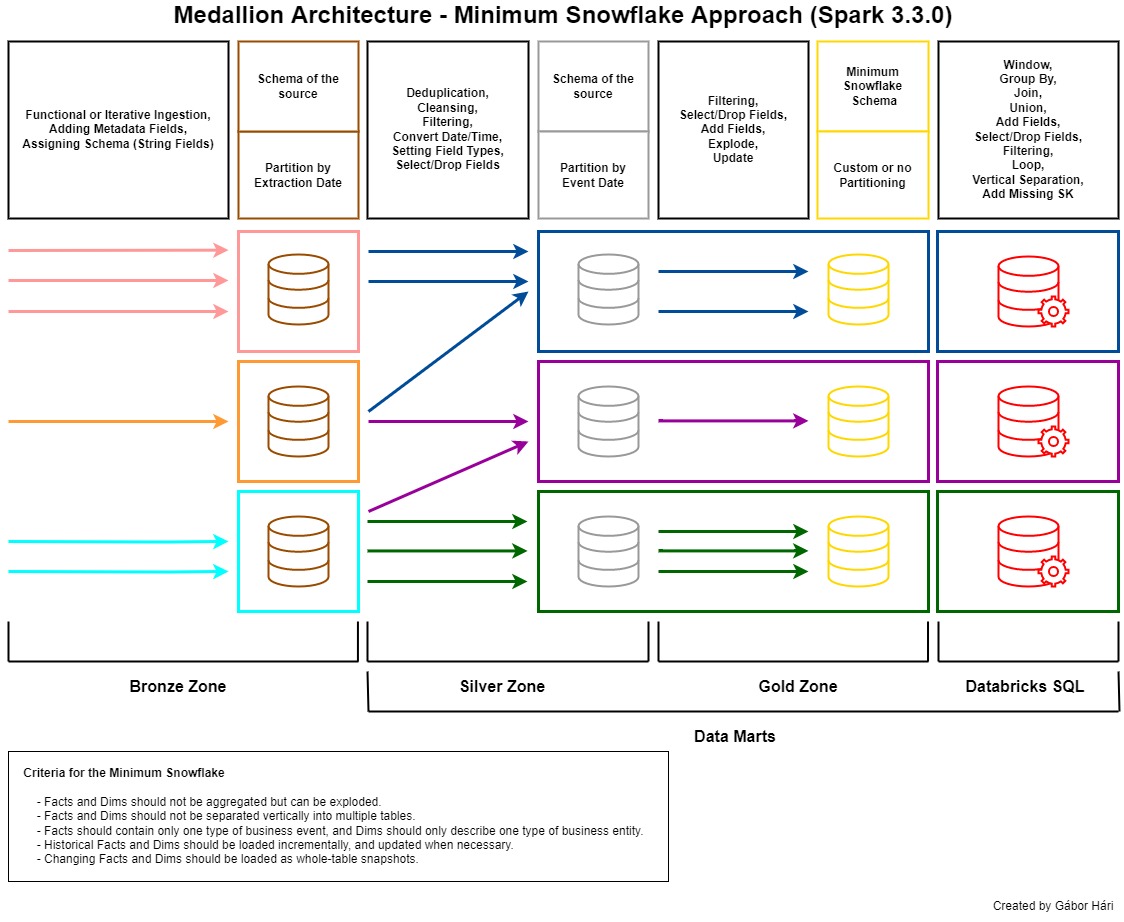 Medallion Architecture - Minimum Snowflake Approach (Spark 3.3.0)
Functional or Iterative Ingestion,
Adding Metadata Fields,
Assigning Schema (String Fields)
Schema of the
source
Partition by
Extraction Date
Deduplication,
Cleansing,
Filtering,
Convert Date/Time,
Setting Field Types,
Select/Drop Fields
Schema of the
source
Partition by
Event Date
Filtering,
Select/Drop Fields,
Add Fields,
Explode,
Update
Minimum
Snowflake
Schema
Custom or no
Partitioning
Window,
Group By,
Join,
Union,
Add Fields,
Select/Drop Fields,
Filtering,
Loop,
Vertical Separation,
Add Missing SK
Bronze Zone
Silver Zone
Gold Zone
Databricks SQL
Data Marts
Criteria for the Minimum Snowflake
- Facts and Dims should not be aggregated but can be exploded.
- Facts and Dims should not be separated vertically into multiple tables.
- Facts should contain only one type of business event, and Dims should only describe one type of business entity.
- Historical Facts and Dims should be loaded incrementally, and updated when necessary.
- Changing Facts and Dims should be loaded as whole-table snapshots.
Created by Gábor Hári